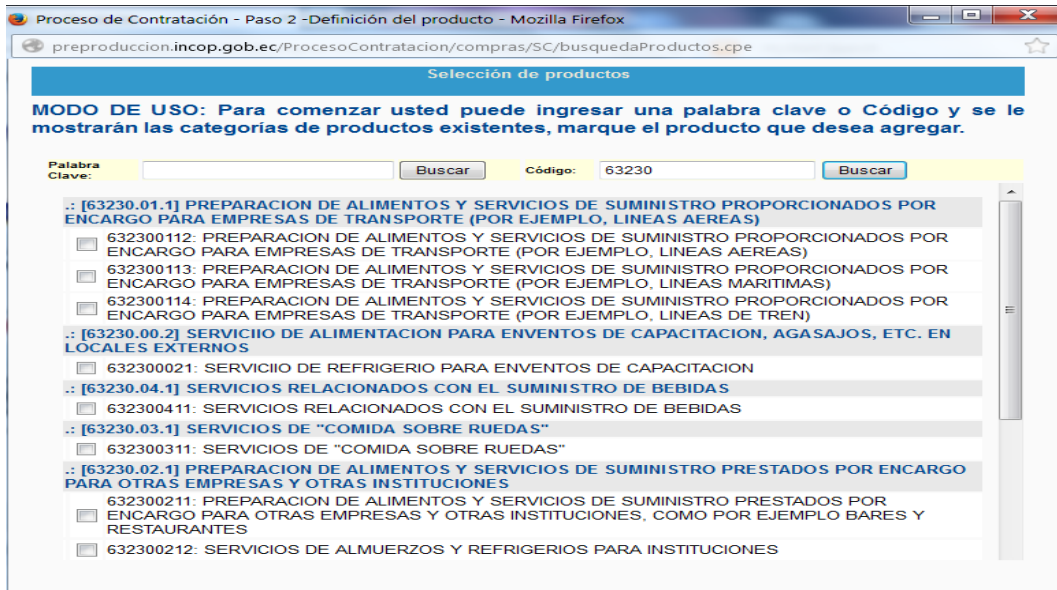 Proceso de Contratación - Paso 2 -Definición del producto - Mozilla Firefox
preproduccion.incop.gob.ec/ProcesoContratacion/compras/SC/busquedaProductos.cpe
Selección de productos
MODO DE USO: Para comenzar usted puede ingresar una palabra clave o Código y se le
mostrarán las categorías de productos existentes, marque el producto que desea agregar.
Palabra
Clave:
Buscar
Código:
63230
Buscar
.: [63230.01.1] PREPARACION DE ALIMENTOS Y SERVICIOS DE SUMINISTRO PROPORCIONADOS POR
ENCARGO PARA EMPRESAS DE TRANSPORTE (POR EJEMPLO, LINEAS AEREAS)
632300112: PREPARACION DE ALIMENTOS Y SERVICIOS DE SUMINISTRO PROPORCIONADOS POR
ENCARGO PARA EMPRESAS DE TRANSPORTE (POR EJEMPLO, LINEAS AEREAS)
632300113: PREPARACION DE ALIMENTOS Y SERVICIOS DE SUMINISTRO PROPORCIONADOS POR
ENCARGO PARA EMPRESAS DE TRANSPORTE (POR EJEMPLO, LINEAS MARITIMAS)
632300114: PREPARACION DE ALIMENTOS Y SERVICIOS DE SUMINISTRO PROPORCIONADOS POR
ENCARGO PARA EMPRESAS DE TRANSPORTE (POR EJEMPLO, LINEAS DE TREN)
.: [63230.00.2] SERVICIIO DE ALIMENTACION PARA ENVENTOS DE CAPACITACION, AGASAJOS, ETC. EN
LOCALES EXTERNOS
632300021: SERVICIIO DE REFRIGERIO PARA ENVENTOS DE CAPACITACION
.: [63230.04.1] SERVICIOS RELACIONADOS CON EL SUMINISTRO DE BEBIDAS
632300411: SERVICIOS RELACIONADOS CON EL SUMINISTRO DE BEBIDAS
.: [63230.03.1] SERVICIOS DE "COMIDA SOBRE RUEDAS"
632300311: SERVICIOS DE "COMIDA SOBRE RUEDAS"
.: [63230.02.1] PREPARACION DE ALIMENTOS Y SERVICIOS DE SUMINISTRO PRESTADOS POR ENCARGO
PARA OTRAS EMPRESAS Y OTRAS INSTITUCIONES
632300211: PREPARACION DE ALIMENTOS Y SERVICIOS DE SUMINISTRO PRESTADOS POR
ENCARGO PARA OTRAS EMPRESAS Y OTRAS INSTITUCIONES, COMO POR EJEMPLO BARES Y
RESTAURANTES
632300212: SERVICIOS DE ALMUERZOS Y REFRIGERIOS PARA INSTITUCIONES